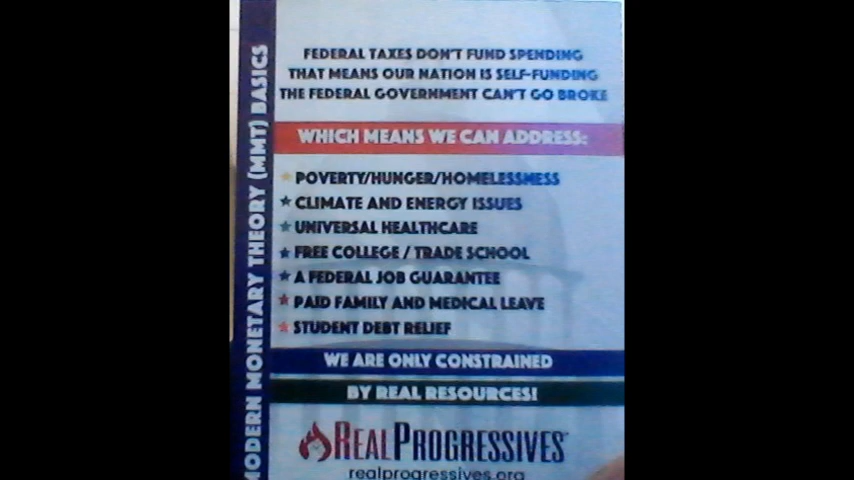 MODERN MONETARY THEORY (MMT) BASICS
FEDERAL TAXES DON'T FUND SPENDING
THAT MEANS OUR NATION IS SELF-FUNDING
THE FEDERAL GOVERNMENT CAN'T GO BROKE
WHICH MEANS WE CAN ADDRESS:
POVERTY/HUNGER/HOMELESSNESS
CLIMATE AND ENERGY ISSUES
UNIVERSAL HEALTHCARE
FREE COLLEGE / TRADE SCHOOL
A FEDERAL JOB GUARANTEE
PAID FAMILY AND MEDICAL LEAVE
STUDENT DEBT RELIEF
WE ARE ONLY CONSTRAINED
BY REAL RESOURCES!
REALPROGRESSIVES
realprogressives.org